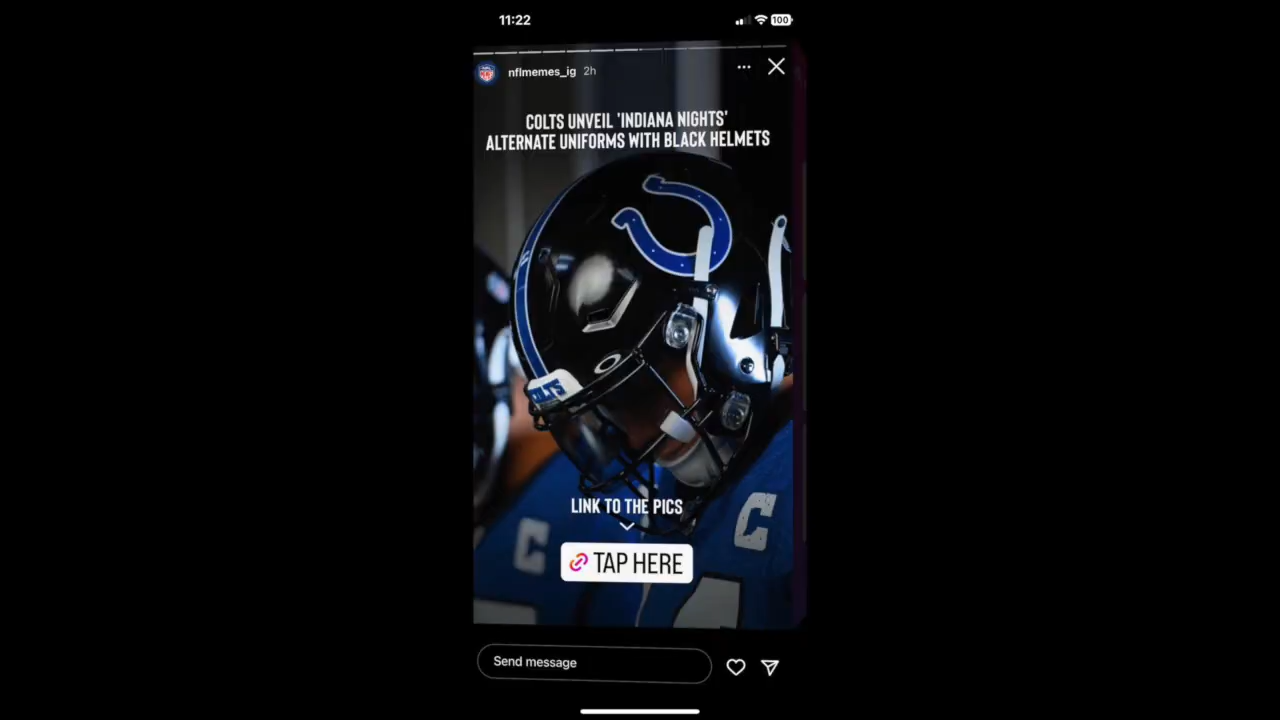 11:22
100
nflmemes_ig 2h
COLTS UNVEIL 'INDIANA NIGHTS'
ALTERNATE UNIFORMS WITH BLACK HELMETS
COLTS
C
C
LINK TO THE PICS
TAP HERE
Send message